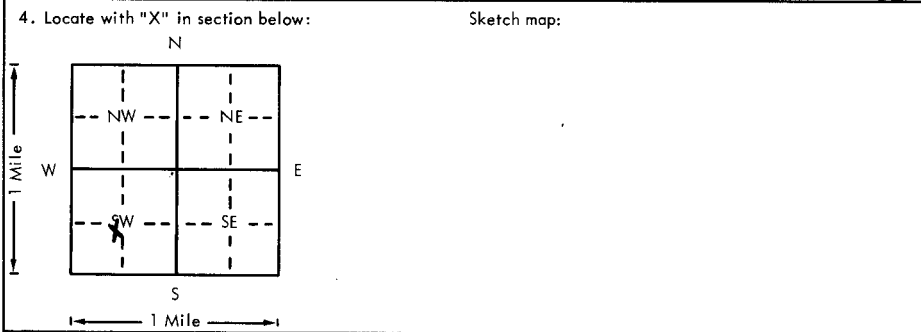 4. Locate with "X" in section below: Sketch map:
N
NW NE
1 Mile
W E
SW SE
X
S
1 Mile